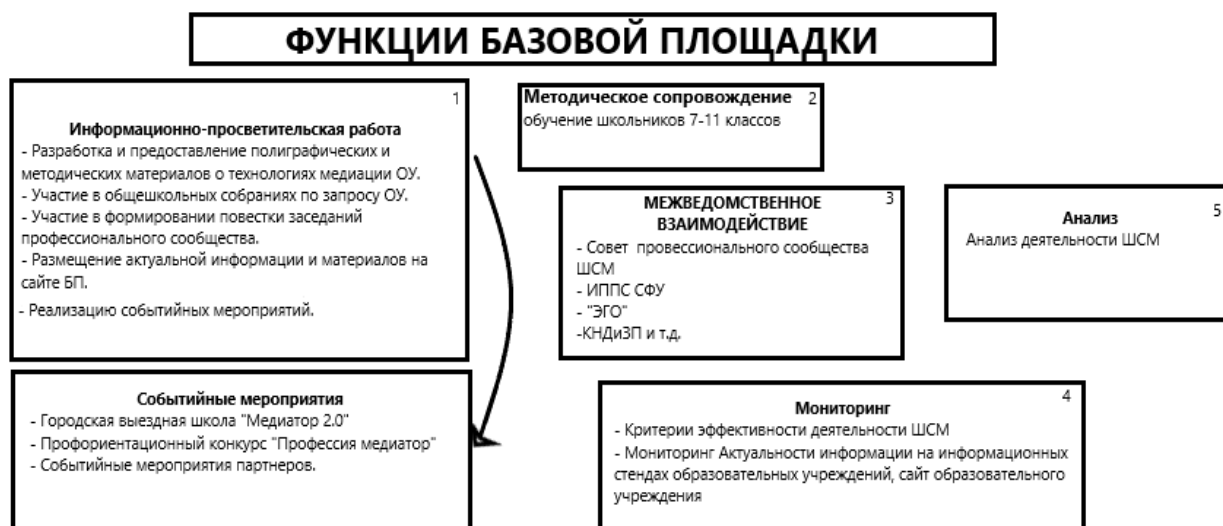 ФУНКЦИИ БАЗОВОЙ ПЛОЩАДКИ
1
Информационно-просветительская работа
- Разработка и предоставление полиграфических и
методических материалов о технологиях медиации ОУ.
- Участие в общешкольных собраниях по запросу ОУ.
- Участие в формировании повестки заседаний
профессионального сообщества.
- Размещение актуальной информации и материалов на
сайте БП.
- Реализацию событийных мероприятий.
Событийные мероприятия
- Городская выездная школа "Медиатор 2.0"
- Профориентационный конкурс "Профессия медиатор"
- Событийные мероприятия партнеров.
Методическое сопровождение 2
обучение школьников 7-11 классов
3
МЕЖВЕДОМСТВЕННОЕ
ВЗАИМОДЕЙСТВИЕ
- Совет провессионального сообщества
ШСМ
- ИППС СФУ
- "ЭГО"
-КНДиЗП и т.д.
4
Мониторинг
- Критерии эффективности деятельности ШСМ
- Мониторинг Актуальности информации на информационных
стендах образовательных учреждений, сайт образовательного
учреждения
5
Анализ
Анализ деятельности ШСМ